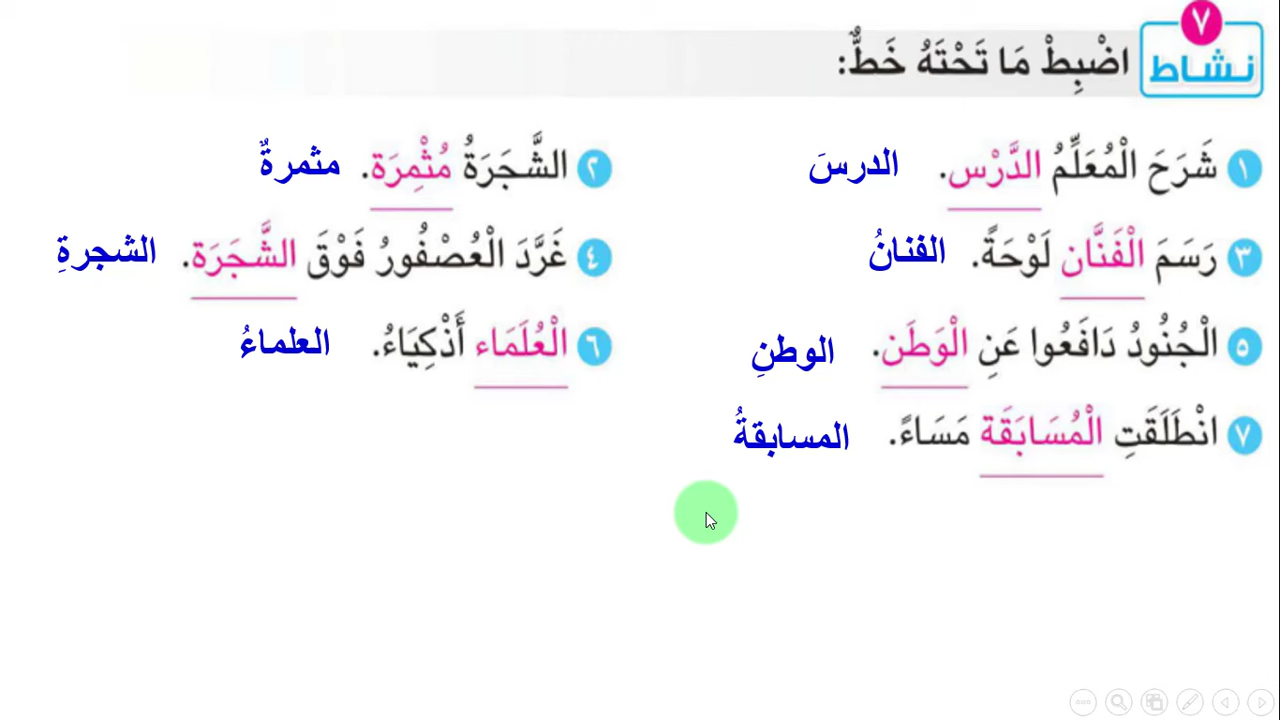 نشاط ٧ اضْبِطْ مَا تَحْتَهُ خَطٌّ:
١ شَرَحَ الْمُعَلِّمُ الدَّرْس. الدرسَ ٢ الشَّجَرَةُ مُثْمِرَة. مثمرةٌ
٣ رَسَمَ الْفَنَّان لَوْحَةً. الفنانُ ٤ غَرَّدَ الْعُصْفُورُ فَوْقَ الشَّجَرَة. الشجرةِ
٥ الْجُنُودُ دَافَعُوا عَنِ الْوَطَن. الوطنِ ٦ الْعُلَمَاء أَذْكِيَاءُ. العلماءُ
٧ انْطَلَقَتِ الْمُسَابَقَة مَسَاءً. المسابقةُ